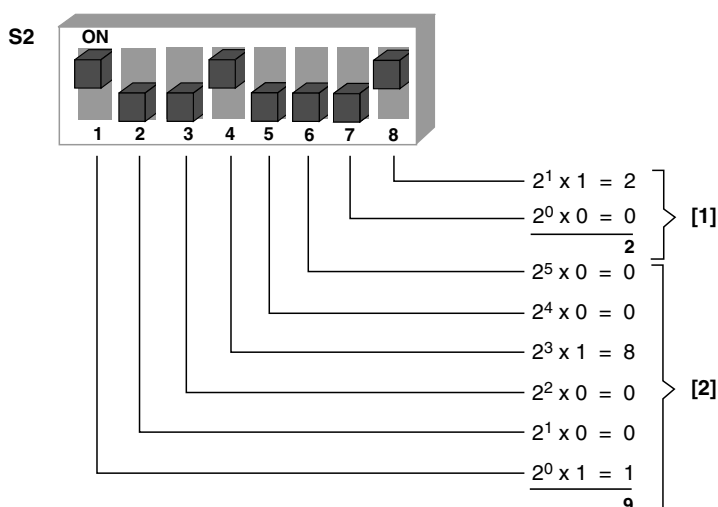 S2
ON
1 2 3 4 5 6 7 8
2¹ x 1 = 2
2⁰ x 0 = 0
[1]
2
2⁵ x 0 = 0
2⁴ x 0 = 0
2³ x 1 = 8
2² x 0 = 0
[2]
2¹ x 0 = 0
2⁰ x 1 = 1
9